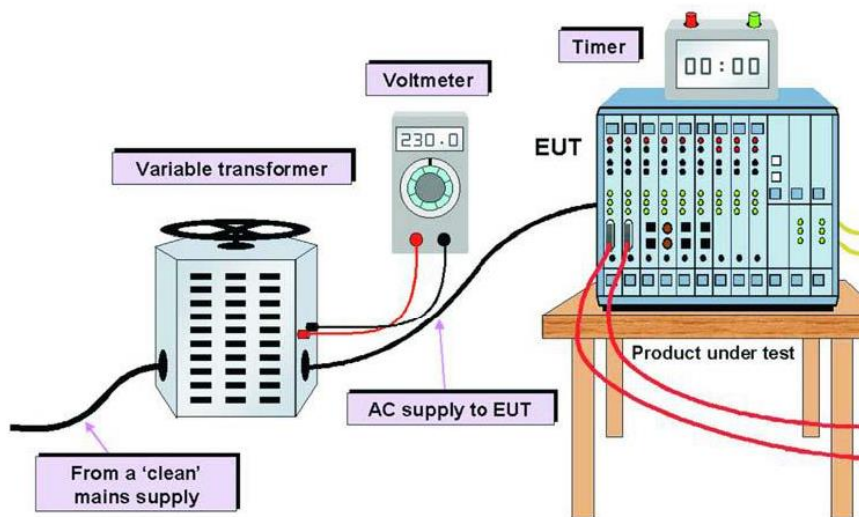 Timer
00:00
Voltmeter
230.0
EUT
Variable transformer
Product under test
AC supply to EUT
From a ‘clean’
mains supply